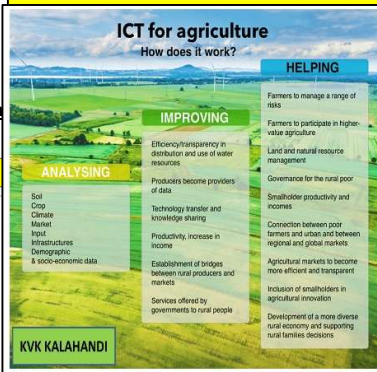 ICT for agriculture
How does it work?
ANALYSING
Soil
Crop
Climate
Market
Input
Infrastructures
Demographic
& socio-economic data
IMPROVING
Efficiency/transparency in
distribution and use of water
resources
Producers become providers
of data
Technology transfer and
knowledge sharing
Productivity, increase in
income
Establishment of bridges
between rural producers and
markets
Services offered by
governments to rural people
HELPING
Farmers to manage a range of
risks
Farmers to participate in higher-
value agriculture
Land and natural resource
management
Governance for the rural poor
Smallholder productivity and
incomes
Connection between poor
farmers and urban and between
regional and global markets
Agricultural markets to become
more efficient and transparent
Inclusion of smallholders in
agricultural innovation
Development of a more diverse
rural economy and supporting
rural families decisions
KVK KALAHANDI